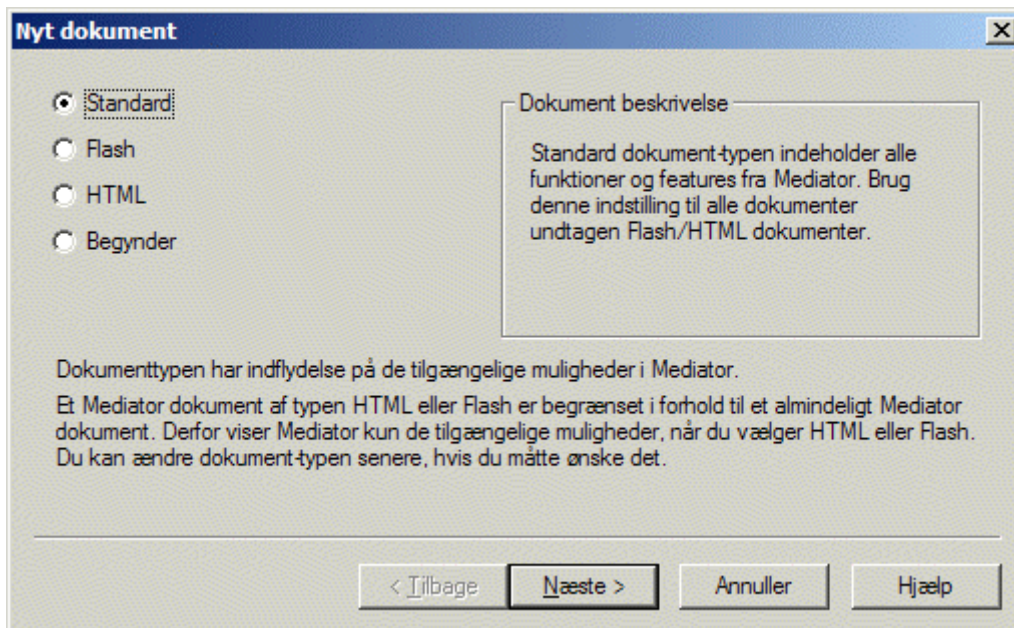 Nyt dokument
Standard
Flash
HTML
Begynder
Dokument beskrivelse
Standard dokument-typen indeholder alle
funktioner og features fra Mediator. Brug
denne indstilling til alle dokumenter
undtagen Flash/HTML dokumenter.
Dokumenttypen har indflydelse på de tilgængelige muligheder i Mediator.
Et Mediator dokument af typen HTML eller Flash er begrænset i forhold til et almindeligt Mediator
dokument. Derfor viser Mediator kun de tilgængelige muligheder, når du vælger HTML eller Flash.
Du kan ændre dokument-typen senere, hvis du måtte ønske det.
< Tilbage
Næste >
Annuller
Hjælp